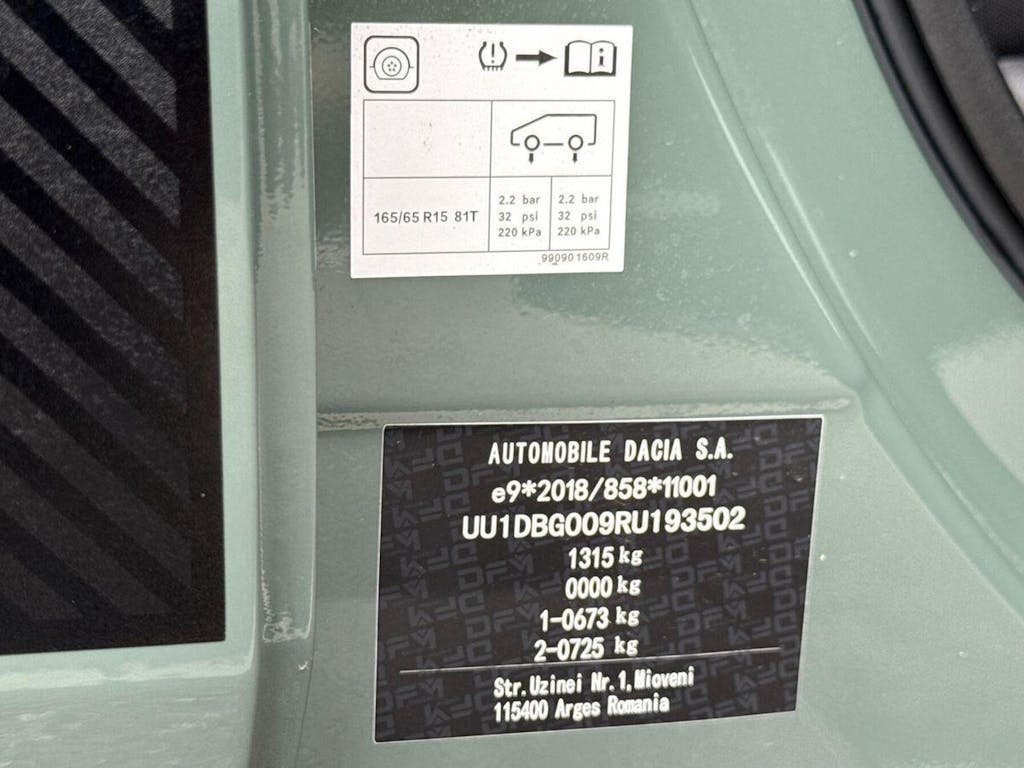 165/65 R15 81T
2.2 bar 2.2 bar
32 psi 32 psi
220 kPa 220 kPa
990901609R
AUTOMOBILE DACIA S.A.
e9*2018/858*11001
UU1DBG009RU193502
1315 kg
0000 kg
1-0673 kg
2-0725 kg
Str. Uzinei Nr. 1, Mioveni
115400 Arges Romania